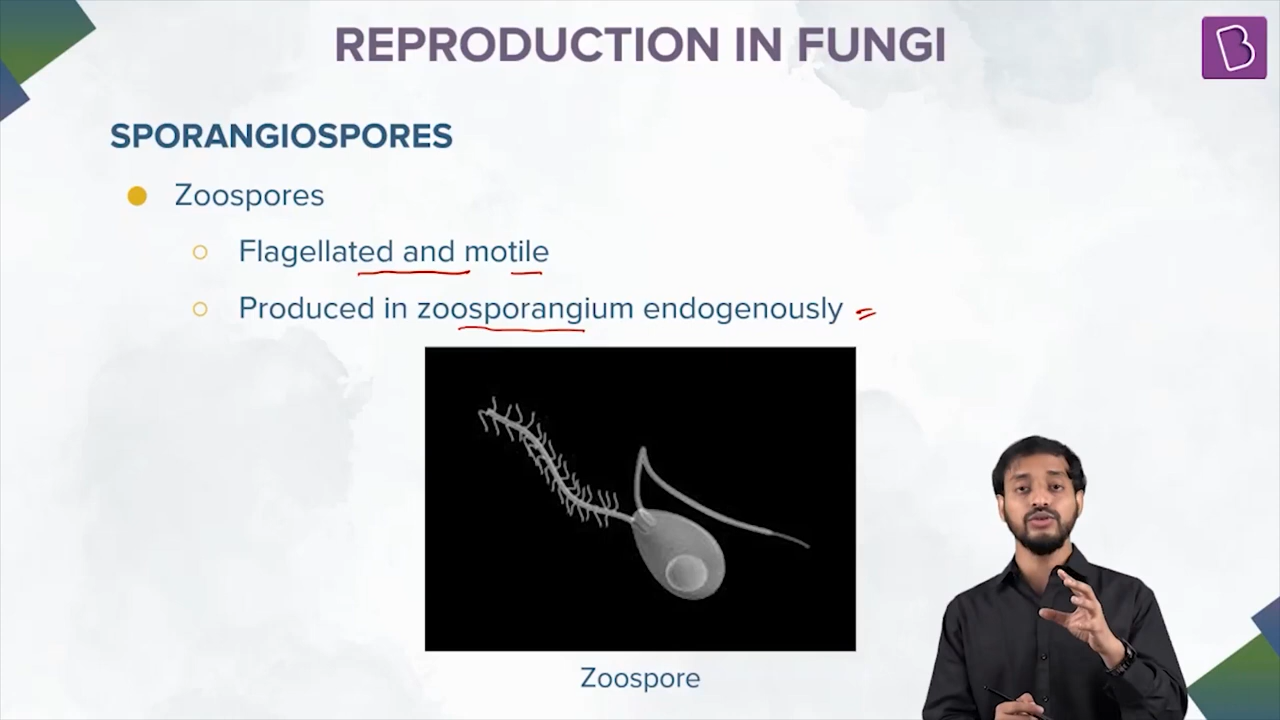 REPRODUCTION IN FUNGI
B
SPORANGIOSPORES
Zoospores
Flagellated and motile
Produced in zoosporangium endogenously
Zoospore